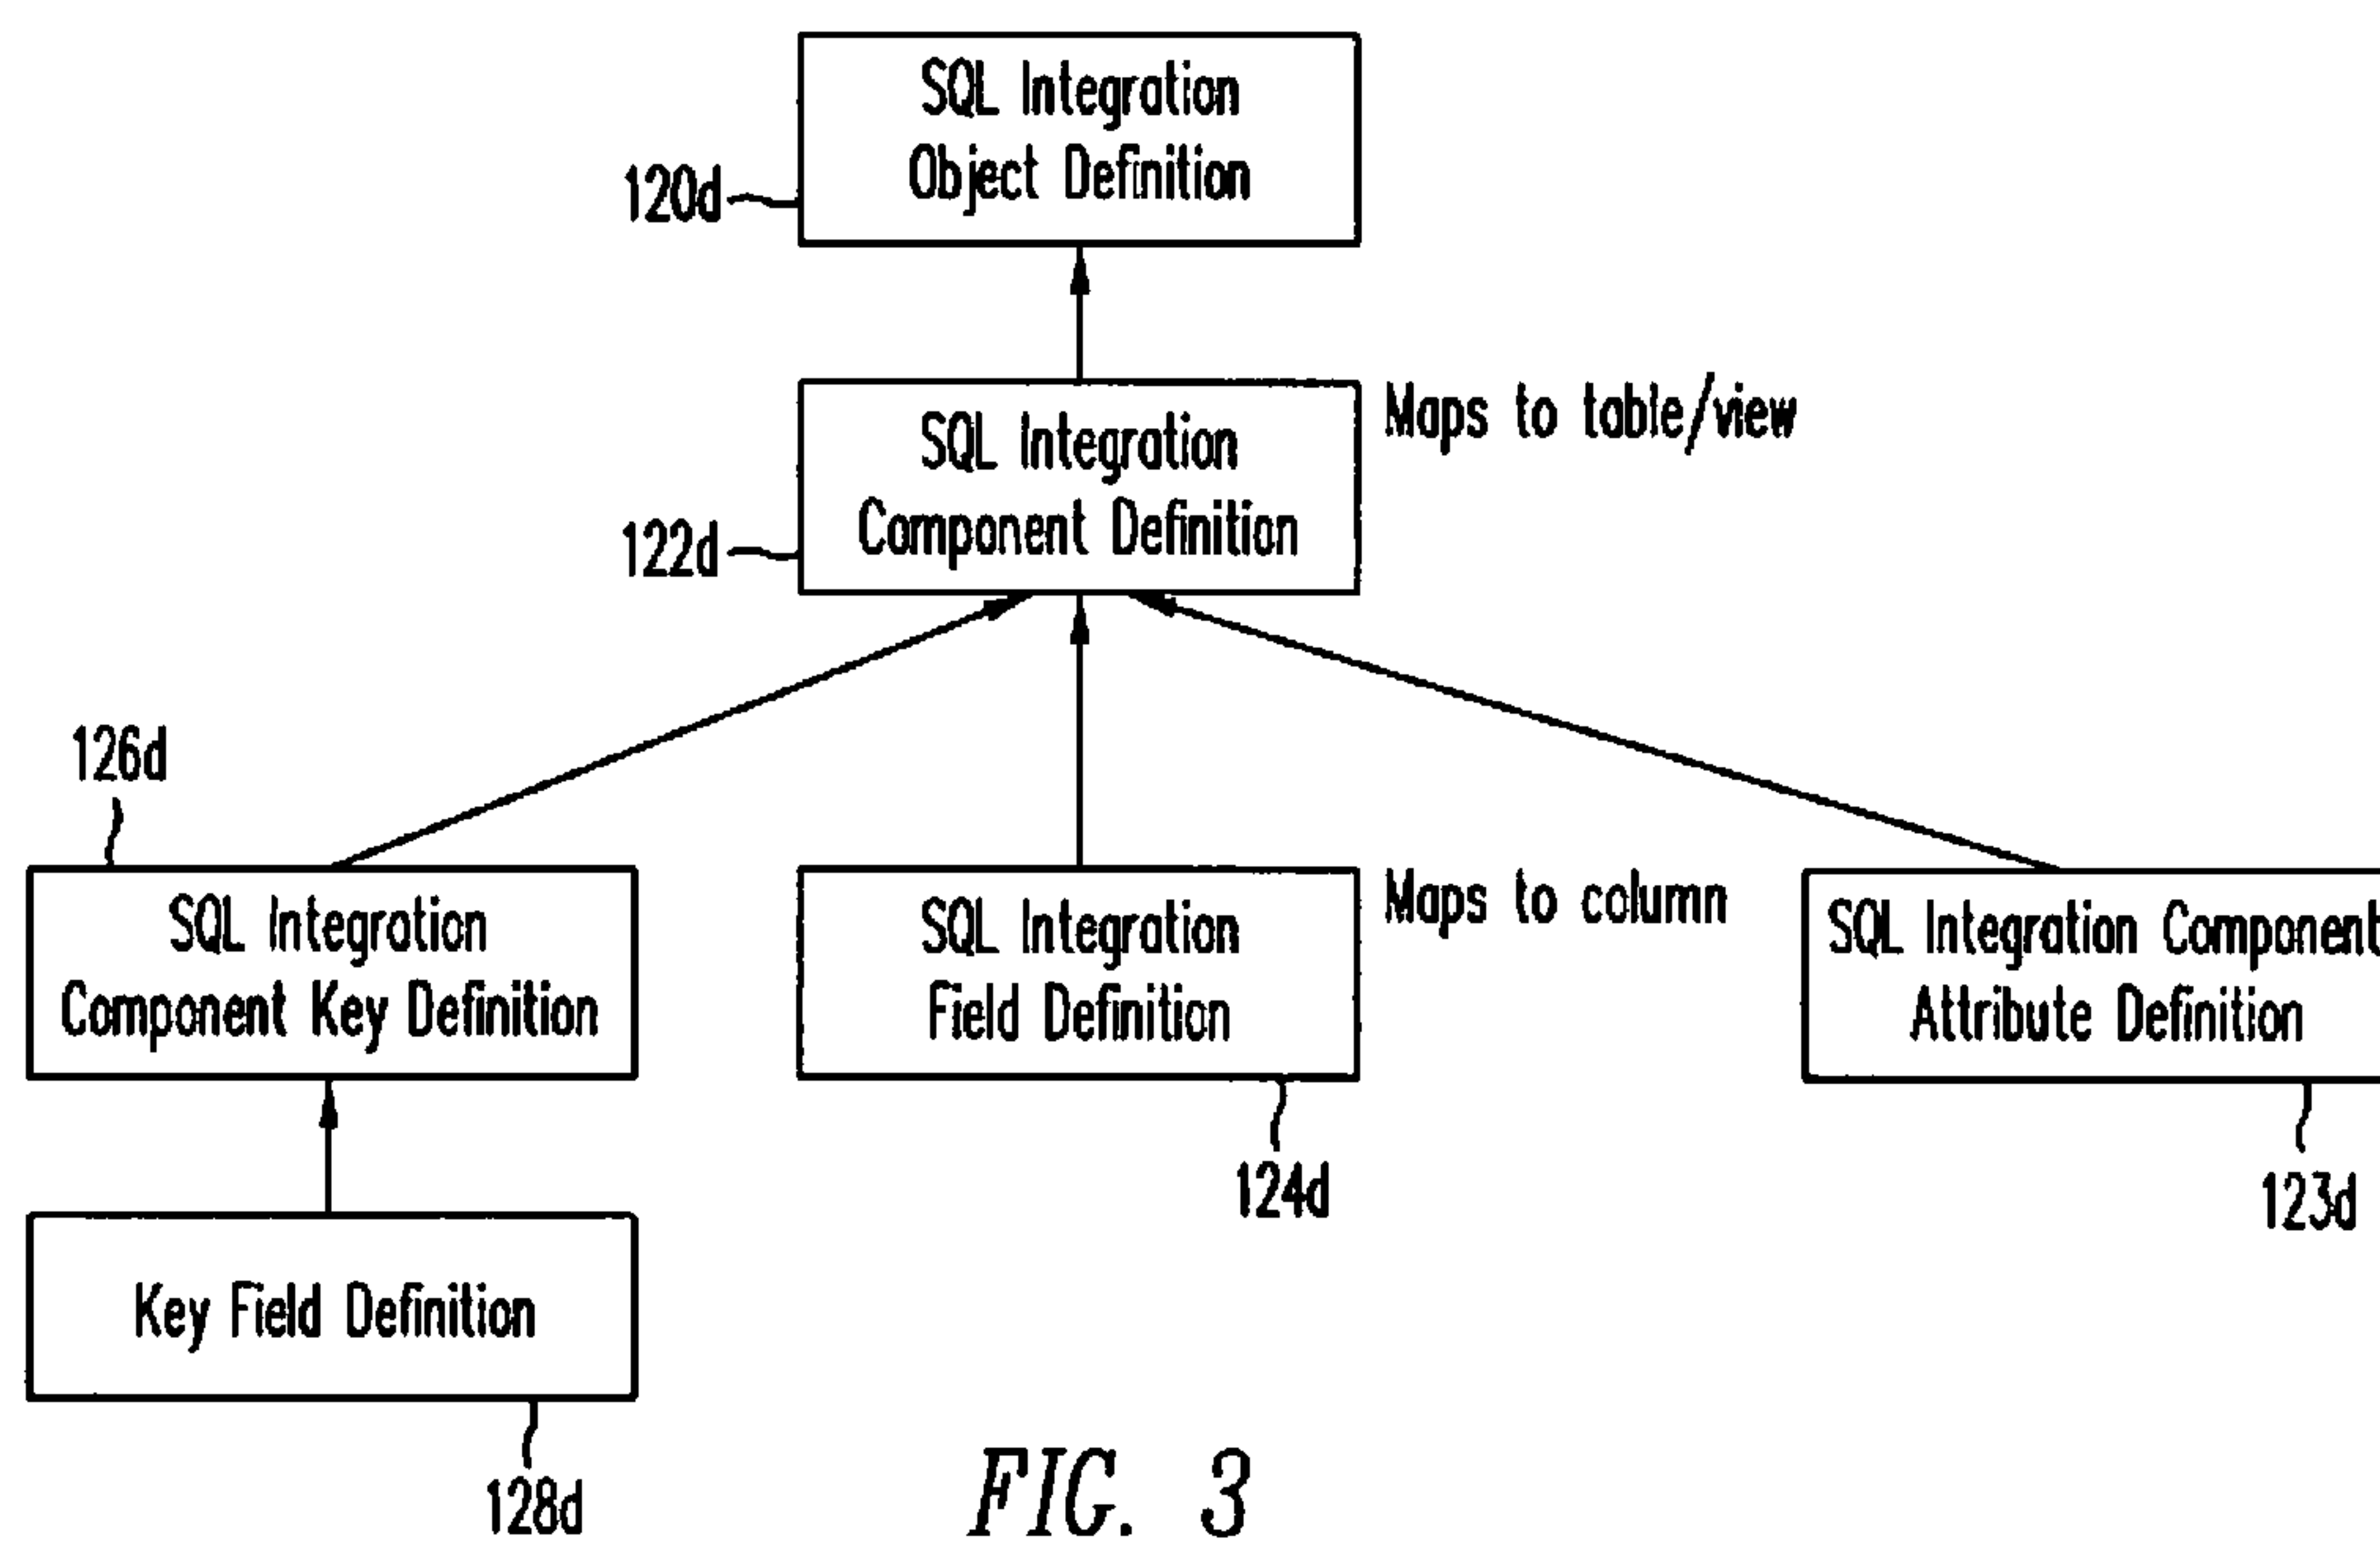 SQL Integration
Object Definition
120d
SQL Integration
Component Definition
Maps to table/view
122d
126d
SQL Integration
Component Key Definition
SQL Integration
Field Definition
Maps to column
SQL Integration Component
Attribute Definition
124d
123d
Key Field Definition
128d
FIG. 3